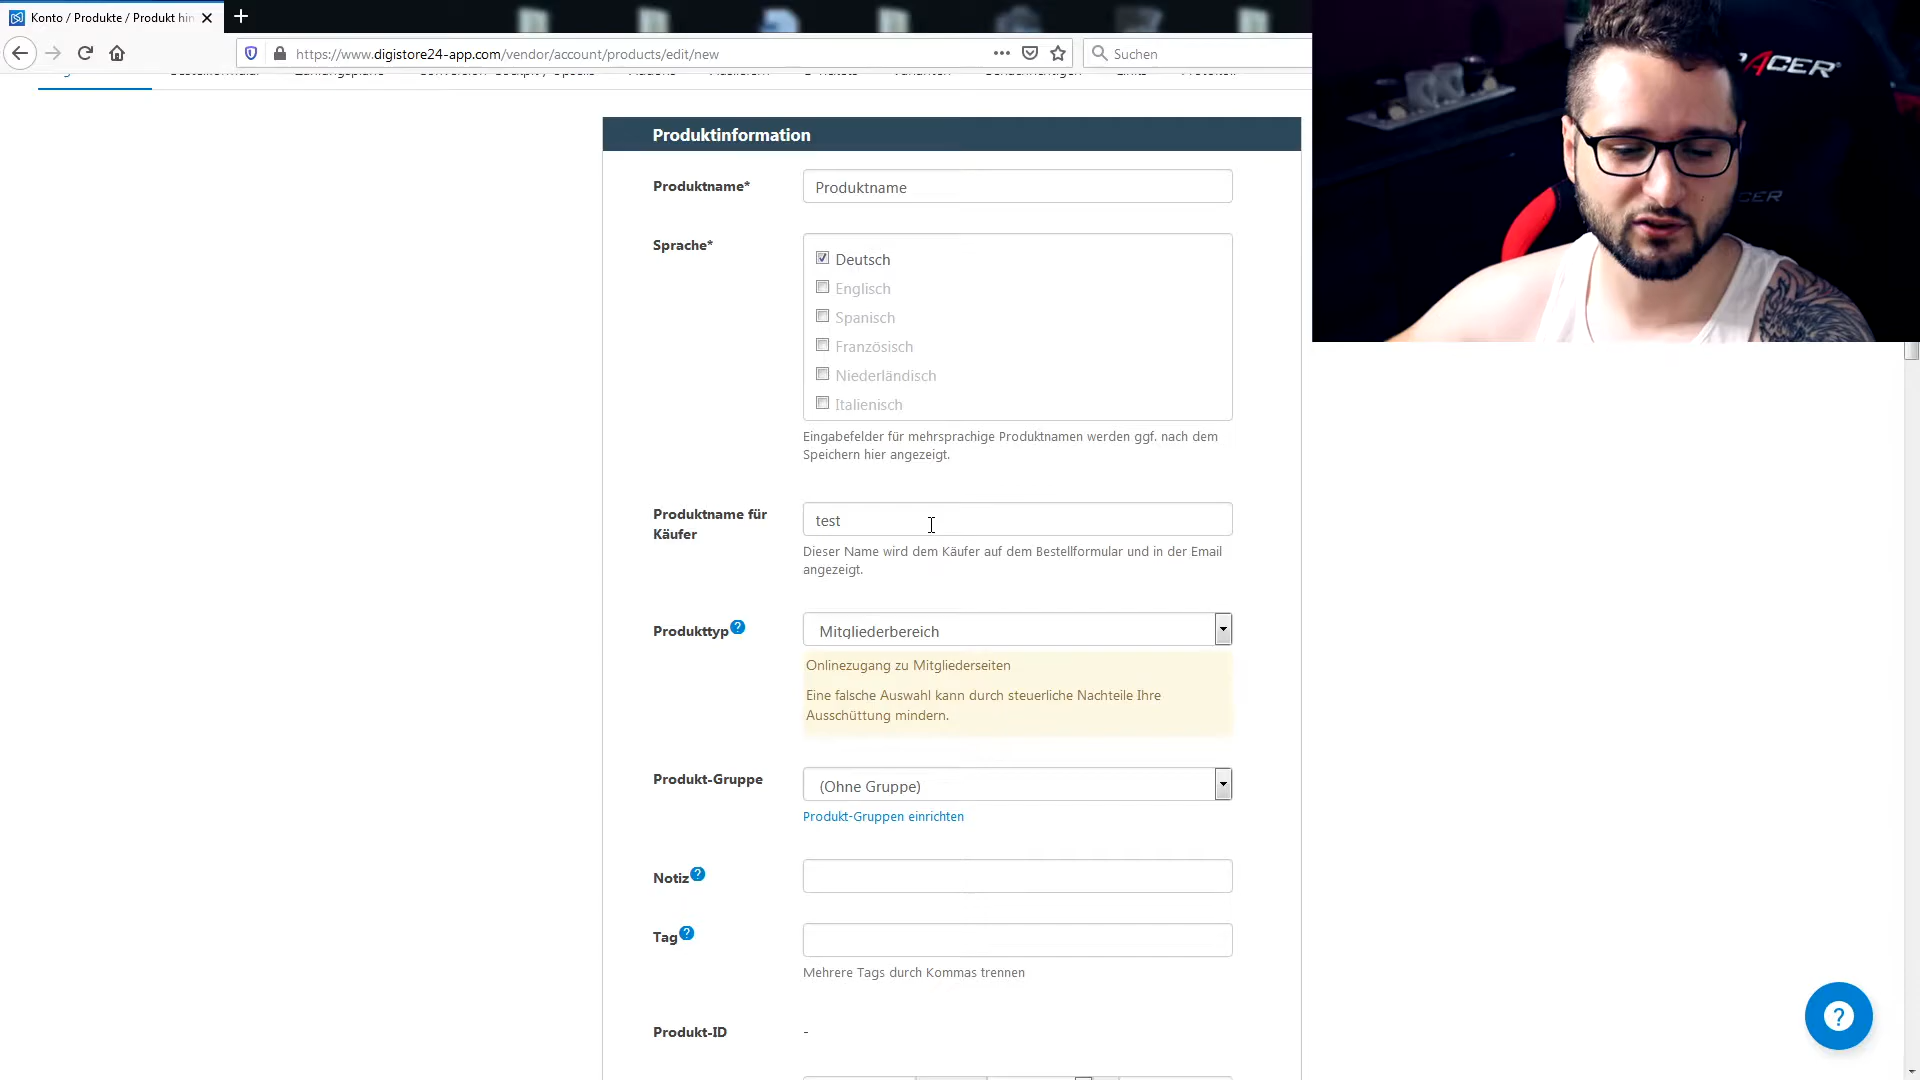 Konto / Produkte / Produkt hin
https://www.digistore24-app.com/vendor/account/products/edit/new
Suchen
Produktinformation
Produktname*
Produktname
Sprache*
Deutsch
Englisch
Spanisch
Französisch
Niederländisch
Italienisch
Eingabefelder für mehrsprachige Produktnamen werden ggf. nach dem
Speichern hier angezeigt.
Produktname für
Käufer
test
Dieser Name wird dem Käufer auf dem Bestellformular und in der Email
angezeigt.
Produkttyp
Mitgliederbereich
Onlinezugang zu Mitgliederseiten
Eine falsche Auswahl kann durch steuerliche Nachteile Ihre
Ausschüttung mindern.
Produkt-Gruppe
(Ohne Gruppe)
Produkt-Gruppen einrichten
Notiz
Tag
Mehrere Tags durch Kommas trennen
Produkt-ID
-